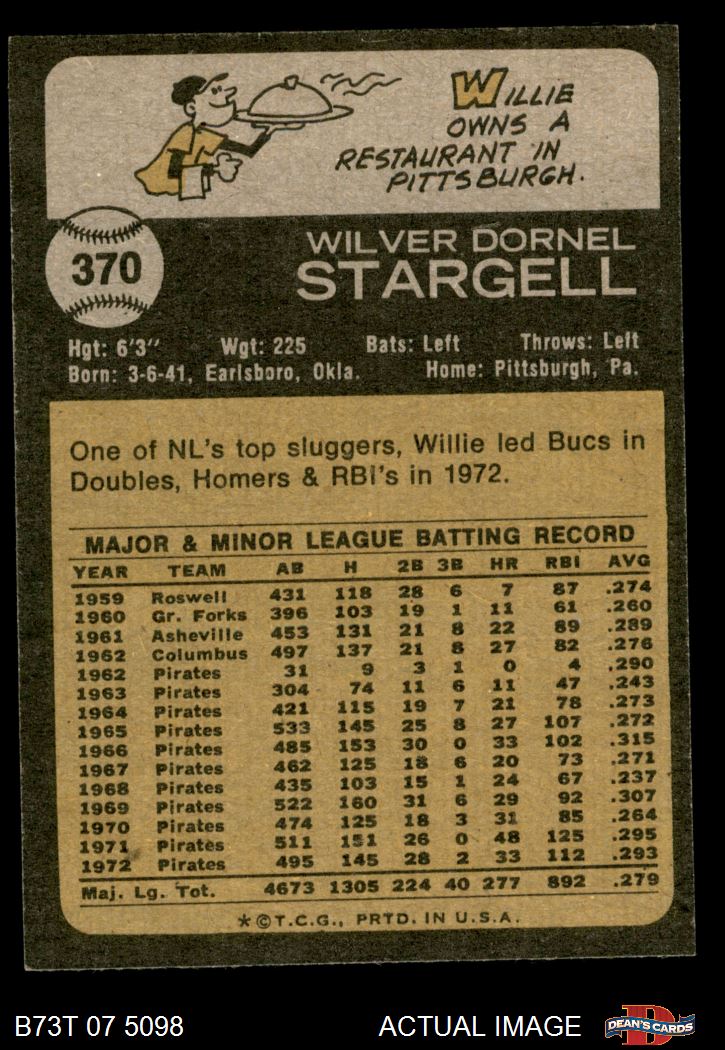 WILLIE
OWNS A
RESTAURANT IN
PITTSBURGH.
370
WILVER DORNEL
STARGELL
Hgt: 6'3" Wgt: 225 Bats: Left Throws: Left
Born: 3-6-41, Earlsboro, Okla. Home: Pittsburgh, Pa.
One of NL's top sluggers, Willie led Bucs in
Doubles, Homers & RBI's in 1972.
MAJOR & MINOR LEAGUE BATTING RECORD
YEAR TEAM AB H 2B 3B HR RBI AVG
1959 Roswell 431 118 28 6 7 87 .274
1960 Gr. Forks 396 103 19 1 11 61 .260
1961 Asheville 453 131 21 8 22 89 .289
1962 Columbus 497 137 21 8 27 82 .276
1962 Pirates 31 9 3 1 0 4 .290
1963 Pirates 304 74 11 6 11 47 .243
1964 Pirates 421 115 19 7 21 78 .273
1965 Pirates 533 145 25 8 27 107 .272
1966 Pirates 485 153 30 0 33 102 .315
1967 Pirates 462 125 18 6 20 73 .271
1968 Pirates 435 103 15 1 24 67 .237
1969 Pirates 522 160 31 6 29 92 .307
1970 Pirates 474 125 18 3 31 85 .264
1971 Pirates 511 151 26 0 48 125 .295
1972 Pirates 495 145 28 2 33 112 .293
Maj. Lg. Tot. 4673 1305 224 40 277 892 .279
*©T.C.G., PRTD. IN U.S.A.
B73T 07 5098 ACTUAL IMAGE D DEAN'S CARDS